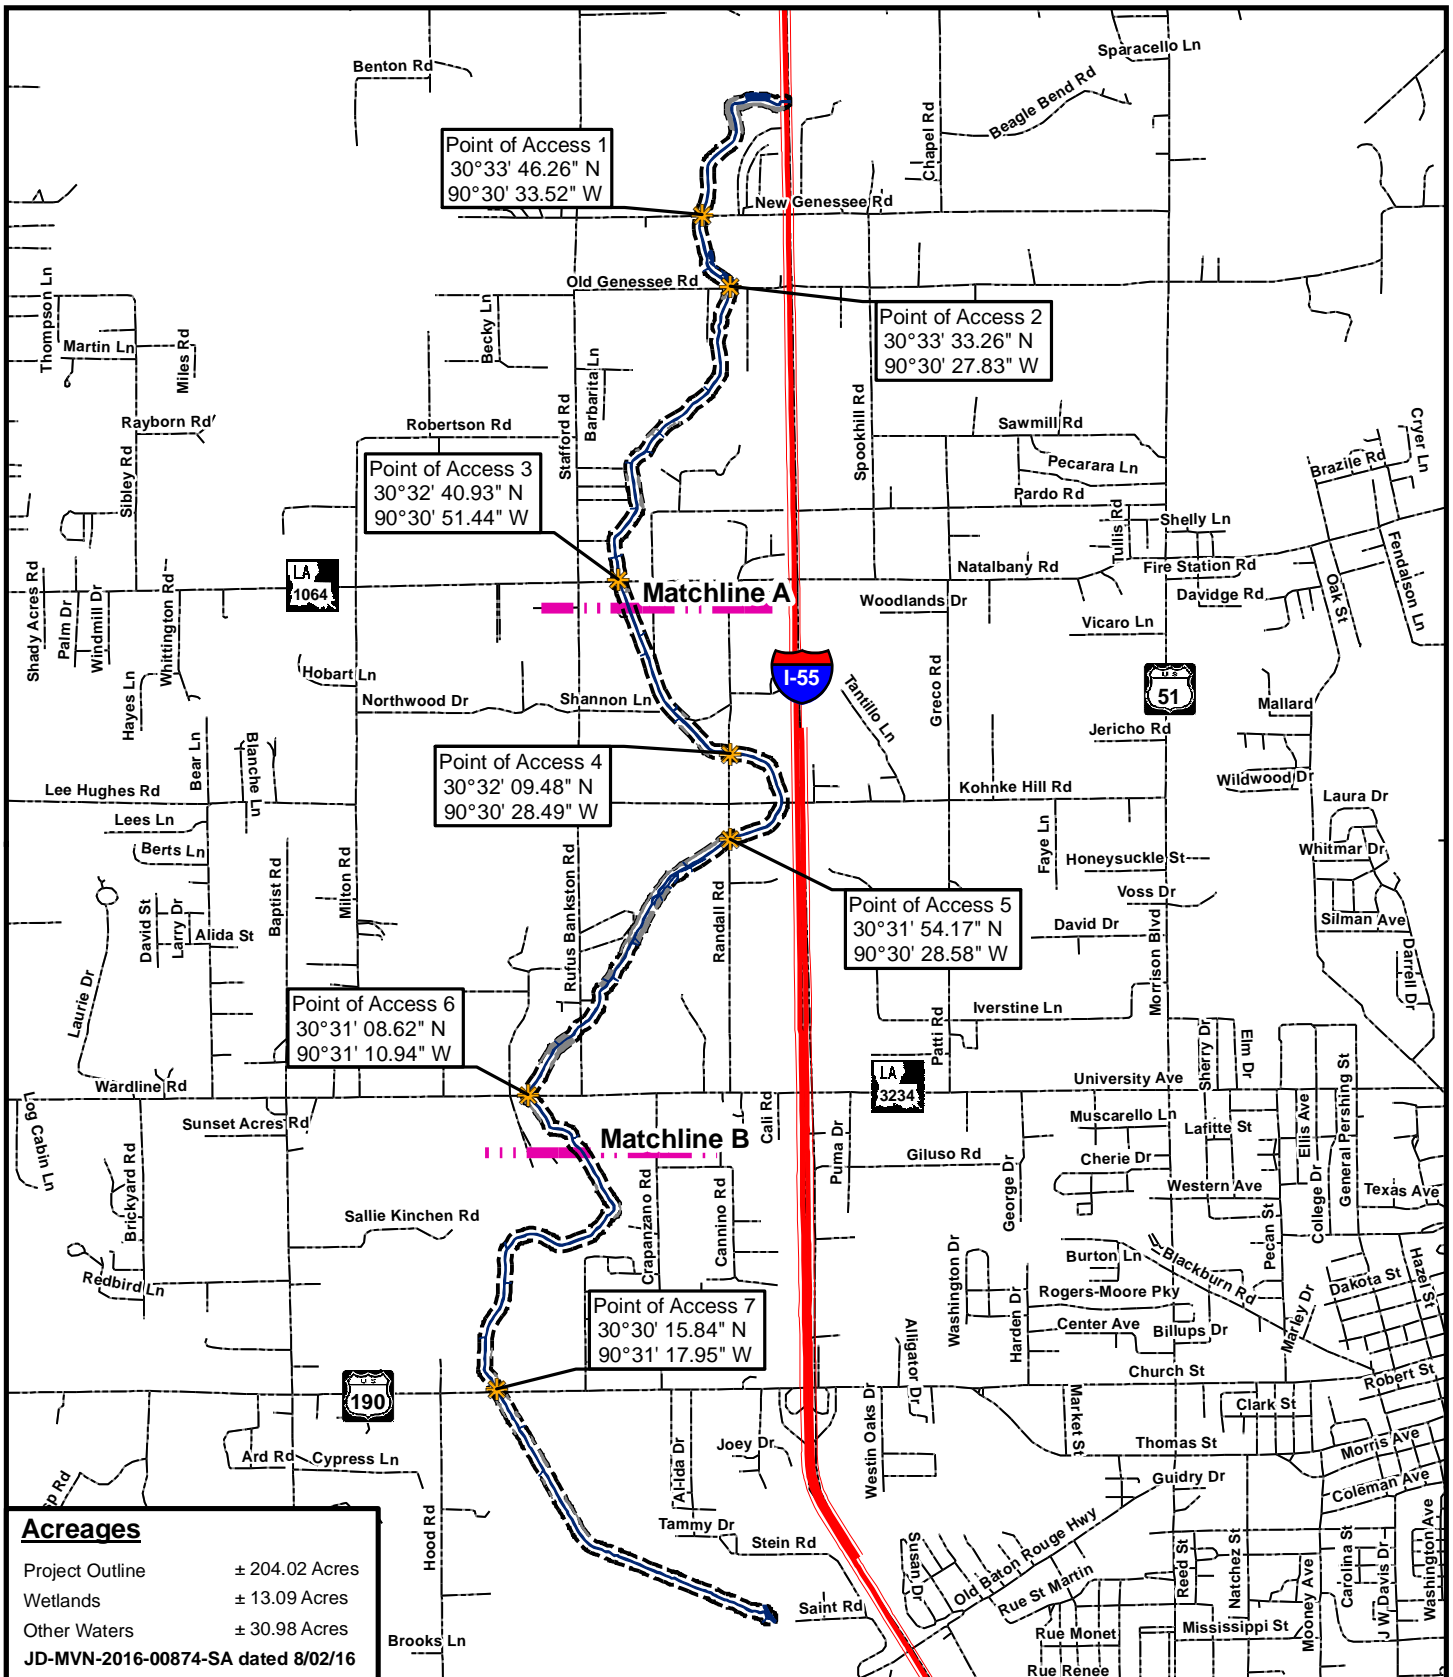 Benton Rd
Sparacello Ln
Beagle Bend Rd
Chapel Rd
Point of Access 1
30°33' 46.26" N
90°30' 33.52" W
New Genessee Rd
Old Genessee Rd
Thompson Ln
Martin Ln
Miles Rd
Becky Ln
Barbarita Ln
Point of Access 2
30°33' 33.26" N
90°30' 27.83" W
Rayborn Rd
Sibley Rd
Robertson Rd
Stafford Rd
Spookhill Rd
Sawmill Rd
Pecarara Ln
Pardo Rd
Brazile Rd
Cryer Ln
Point of Access 3
30°32' 40.93" N
90°30' 51.44" W
Tullis Rd
Shelly Ln
Natalbany Rd
Fire Station Rd
Davidge Rd
Oak St
Fendalson Ln
LA
1064
Matchline A
Woodlands Dr
Vicaro Ln
Shady Acres Rd
Palm Dr
Windmill Dr
Whittington Rd
Hayes Ln
Hobart Ln
Northwood Dr
Shannon Ln
I-55
Tantillo Ln
Greco Rd
U S
51
Mallard
Jericho Rd
Bear Ln
Blanche Ln
Point of Access 4
30°32' 09.48" N
90°30' 28.49" W
Lee Hughes Rd
Kohnke Hill Rd
Wildwood Dr
Laura Dr
Lees Ln
Berts Ln
Faye Ln
Honeysuckle St
Whitmar Dr
Baptist Rd
Milton Rd
Rufus Bankston Rd
Randall Rd
Point of Access 5
30°31' 54.17" N
90°30' 28.58" W
Voss Dr
David Dr
Silman Ave
Darrell Dr
David St
Larry Dr
Alida St
Laurie Dr
Morrison Blvd
Point of Access 6
30°31' 08.62" N
90°31' 10.94" W
Iverstine Ln
Patti Rd
Sherry Dr
Elm Dr
General Pershing St
Wardline Rd
LA
3234
University Ave
Log Cabin Ln
Sunset Acres Rd
Matchline B
Cali Rd
Puma Dr
Giluso Rd
George Dr
Muscarello Ln
Lafitte St
Ellis Ave
Cherie Dr
Western Ave
Texas Ave
College Dr
Brickyard Rd
Sallie Kinchen Rd
Crapanzano Rd
Cannino Rd
Pecan St
Burton Ln
Blackburn Rd
Dakota St
Hazel St
Redbird Ln
Washington Dr
Rogers-Moore Pky
Marley Dr
Point of Access 7
30°30' 15.84" N
90°31' 17.95" W
Alligator Dr
Harden Dr
Center Ave
Billups Dr
Church St
Robert St
U S
190
Westin Oaks Dr
Market St
Clark St
Ard Rd
Cypress Ln
Al-Ida Dr
Joey Dr
Thomas St
Morris Ave
Coleman Ave
Guidry Dr
sp Rd
Hood Rd
Tammy Dr
Stein Rd
Susan Dr
Old Baton Rouge Hwy
Rue St Martin
Reed St
Natchez St
Mooney Ave
Carolina St
J W Davis Dr
Washington Ave
Saint Rd
Rue Monet
Mississippi St
Brooks Ln
Rue Renee
Acreages
Project Outline ± 204.02 Acres
Wetlands ± 13.09 Acres
Other Waters ± 30.98 Acres
JD-MVN-2016-00874-SA dated 8/02/16